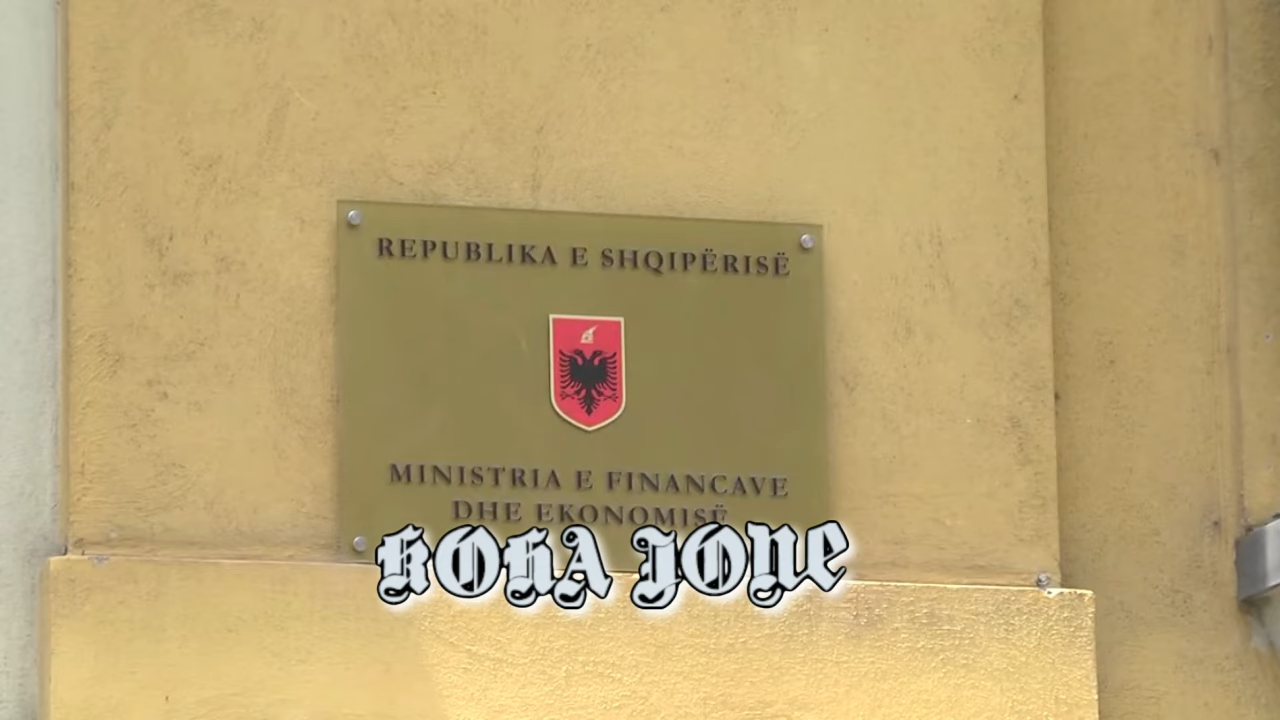 REPUBLIKA E SHQIPËRISË
MINISTRIA E FINANCAVE
DHE EKONOMISË
KOHA JONE